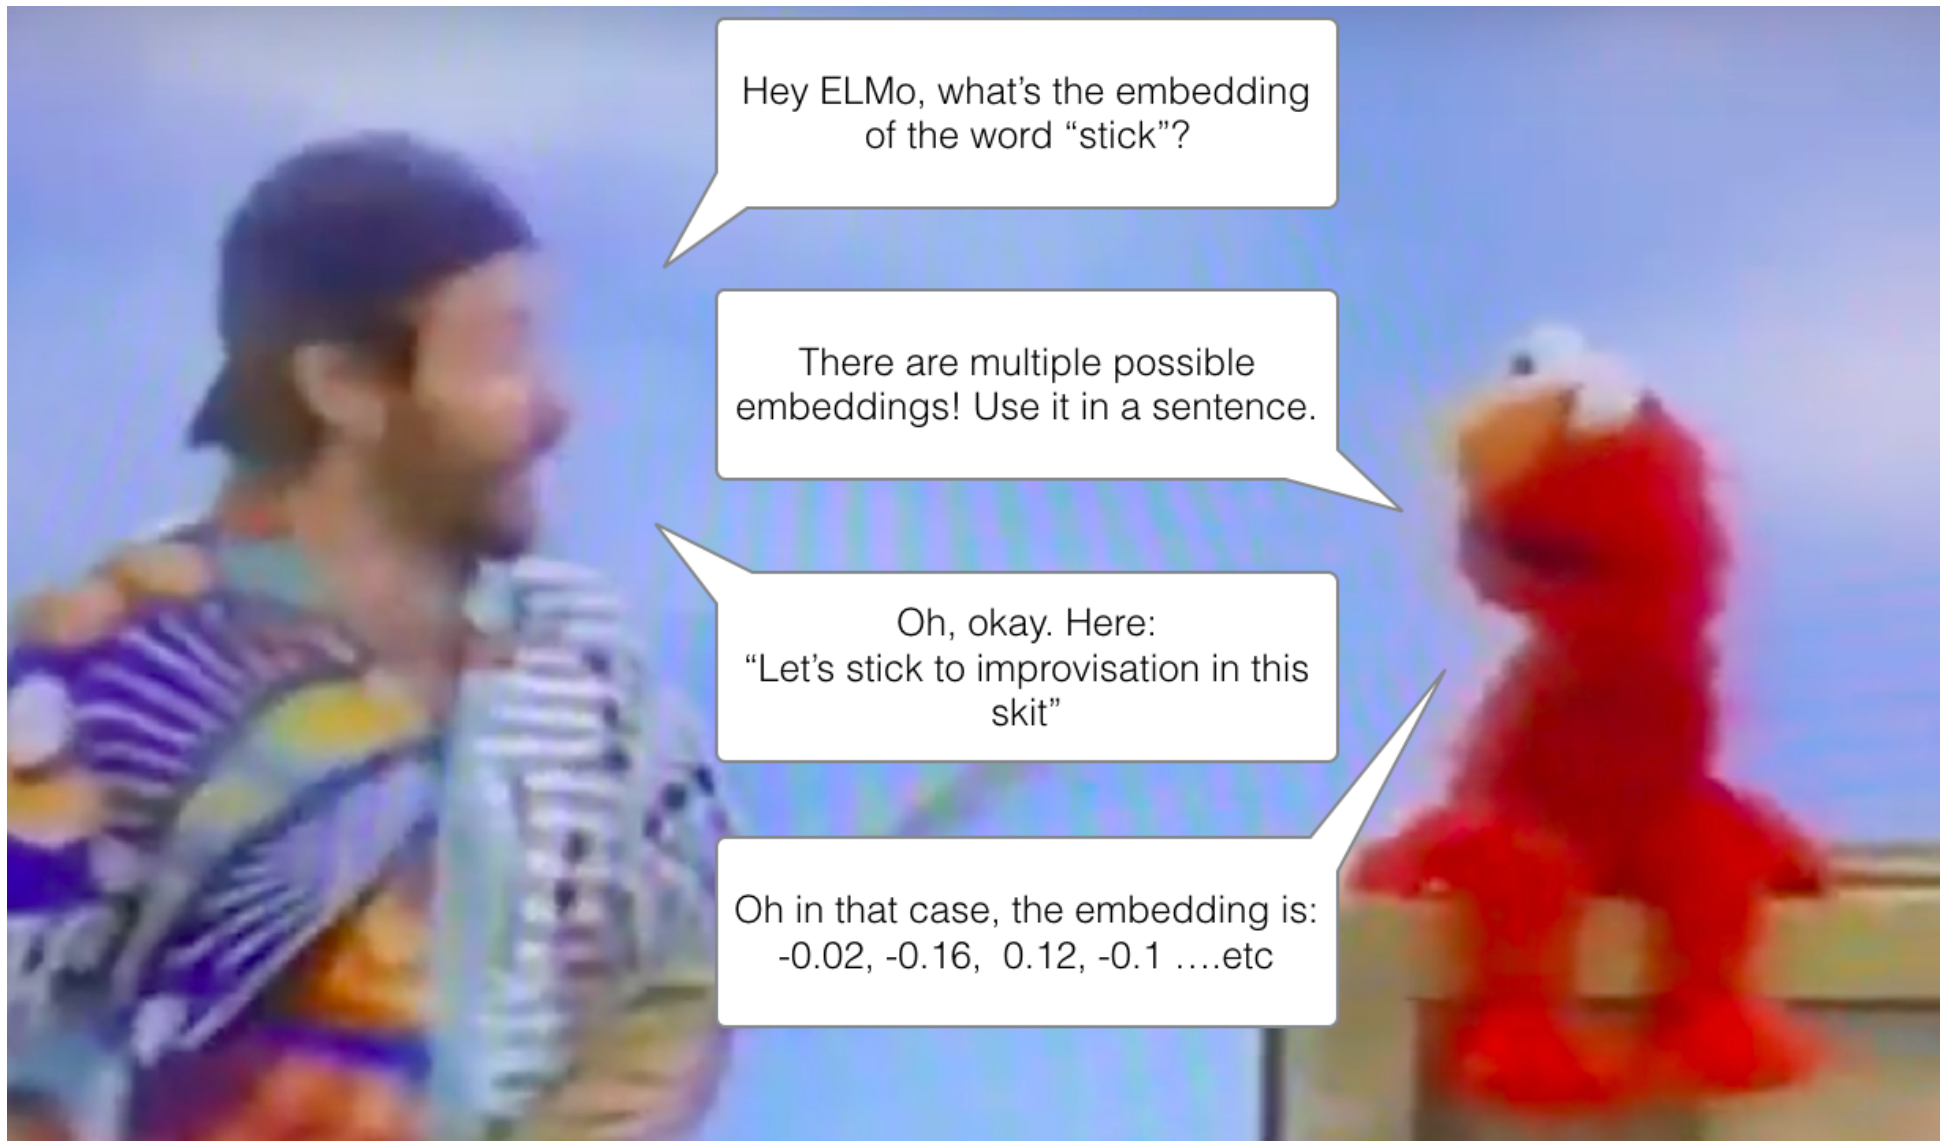 Hey ELMo, what's the embedding
of the word “stick”?
There are multiple possible
embeddings! Use it in a sentence.
Oh, okay. Here:
“Let's stick to improvisation in this
skit”
Oh in that case, the embedding is:
-0.02, -0.16,  0.12, -0.1 ....etc